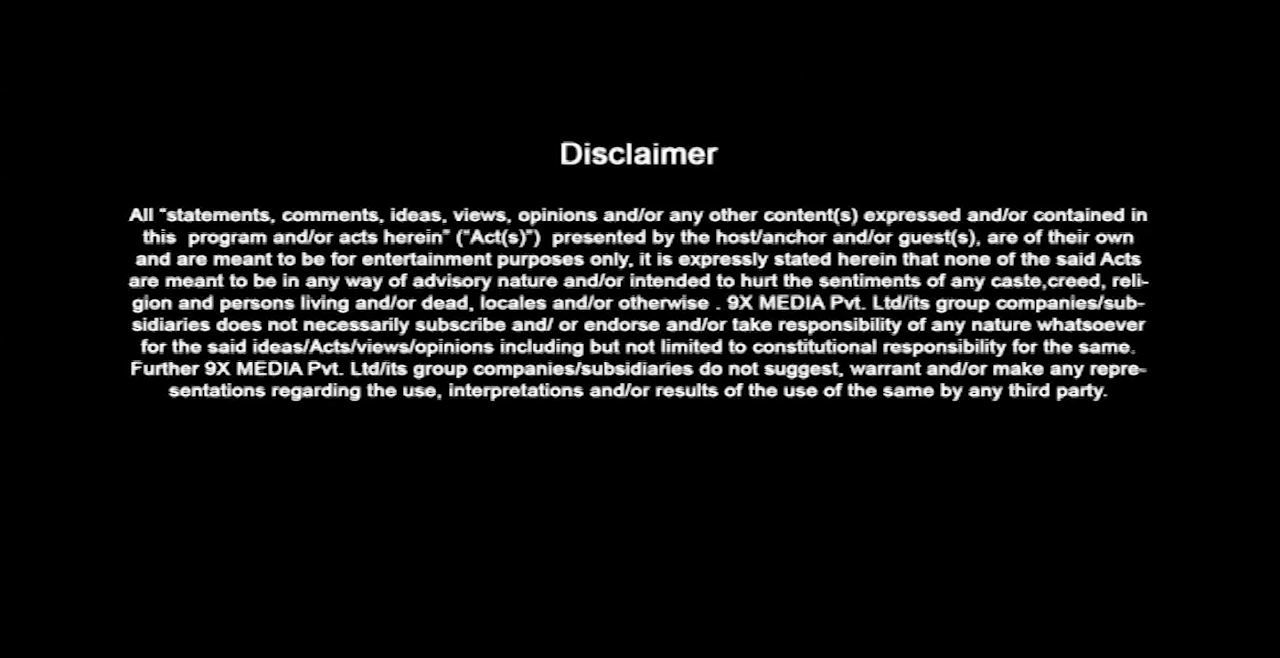 Disclaimer
All "statements, comments, ideas, views, opinions and/or any other content(s) expressed and/or contained in
this  program and/or acts herein" ("Act(s)")  presented by the host/anchor and/or guest(s), are of their own
and are meant to be for entertainment purposes only, it is expressly stated herein that none of the said Acts
are meant to be in any way of advisory nature and/or intended to hurt the sentiments of any caste,creed, reli-
gion and persons living and/or dead, locales and/or otherwise . 9X MEDIA Pvt. Ltd/its group companies/sub-
sidiaries does not necessarily subscribe and/ or endorse and/or take responsibility of any nature whatsoever
for the said ideas/Acts/views/opinions including but not limited to constitutional responsibility for the same.
Further 9X MEDIA Pvt. Ltd/its group companies/subsidiaries do not suggest, warrant and/or make any repre-
sentations regarding the use, interpretations and/or results of the use of the same by any third party.